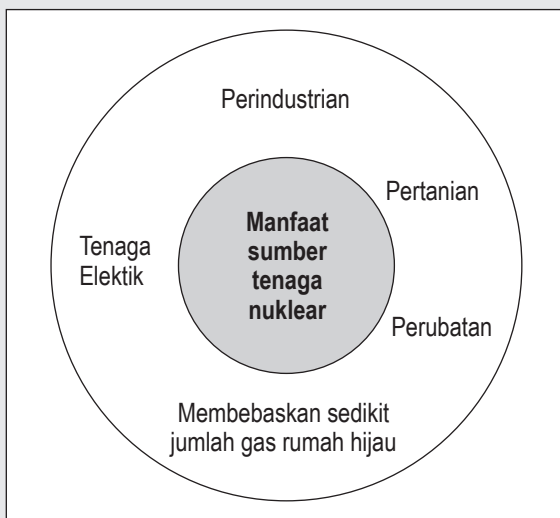 Perindustrian
Pertanian
Manfaat
sumber
tenaga
nuklear
Tenaga
Elektik
Perubatan
Membebaskan sedikit
jumlah gas rumah hijau